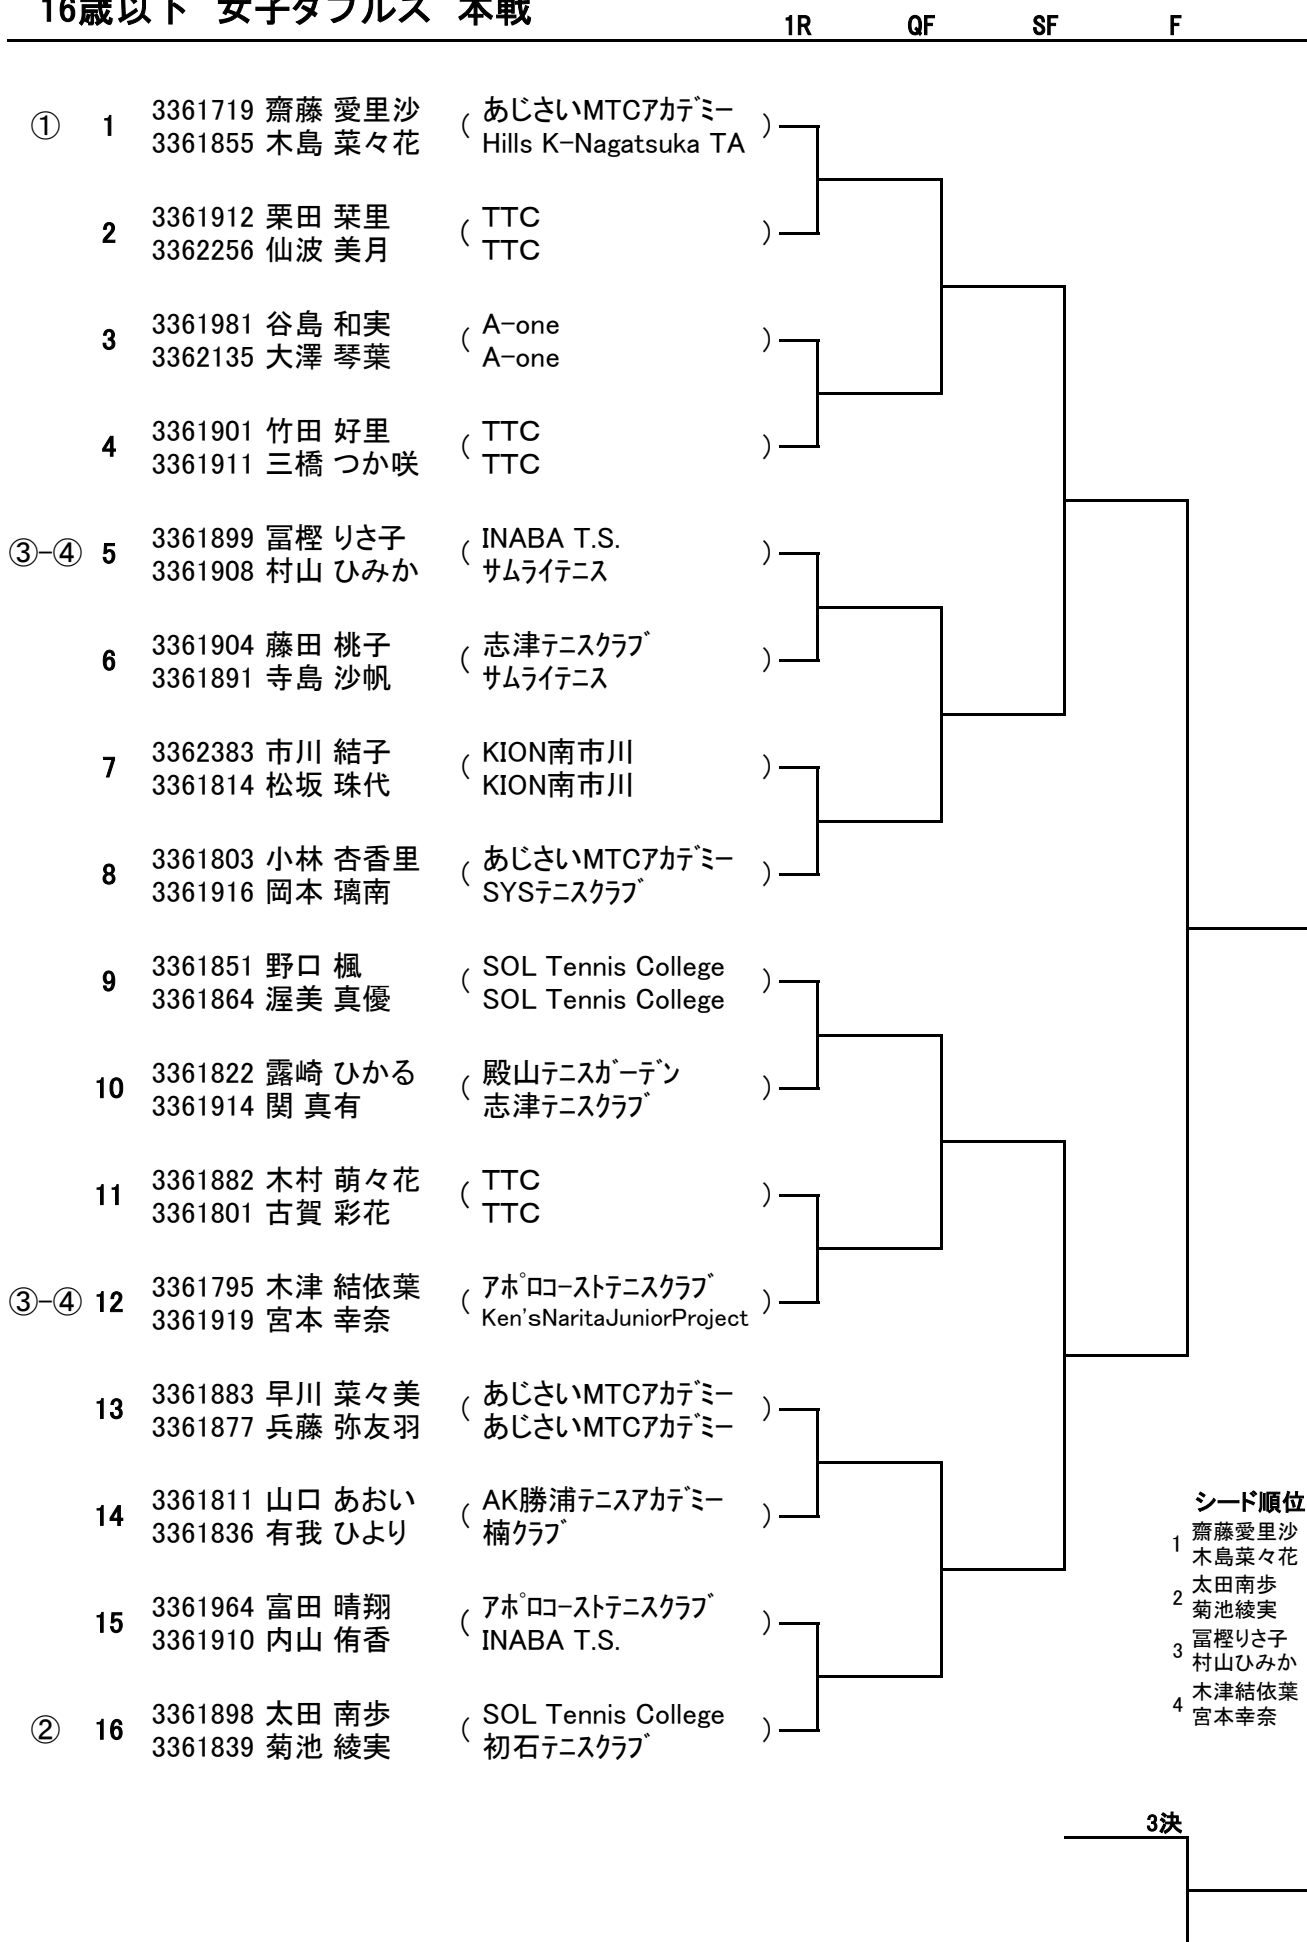 16歳以下 女子ダブルス 本戦
1R QF SF F
① 1 3361719 齋藤 愛里沙 ( あじさいMTCアカデミー )
3361855 木島 菜々花 Hills K-Nagatsuka TA
2 3361912 栗田 栞里 ( TTC )
3362256 仙波 美月 TTC
3 3361981 谷島 和実 ( A-one )
3362135 大澤 琴葉 A-one
4 3361901 竹田 好里 ( TTC )
3361911 三橋 つか咲 TTC
③-④ 5 3361899 冨樫 りさ子 ( INABA T.S. )
3361908 村山 ひみか サムライテニス
6 3361904 藤田 桃子 ( 志津テニスクラブ )
3361891 寺島 沙帆 サムライテニス
7 3362383 市川 結子 ( KION南市川 )
3361814 松坂 珠代 KION南市川
8 3361803 小林 杏香里 ( あじさいMTCアカデミー )
3361916 岡本 璃南 SYSテニスクラブ
9 3361851 野口 楓 ( SOL Tennis College )
3361864 渥美 真優 SOL Tennis College
10 3361822 露崎 ひかる ( 殿山テニスガーデン )
3361914 関 真有 志津テニスクラブ
11 3361882 木村 萌々花 ( TTC )
3361801 古賀 彩花 TTC
③-④ 12 3361795 木津 結依葉 ( アポロコーストテニスクラブ )
3361919 宮本 幸奈 Ken'sNaritaJuniorProject
13 3361883 早川 菜々美 ( あじさいMTCアカデミー )
3361877 兵藤 弥友羽 あじさいMTCアカデミー
14 3361811 山口 あおい ( AK勝浦テニスアカデミー )
3361836 有我 ひより 楠クラブ
15 3361964 富田 晴翔 ( アポロコーストテニスクラブ )
3361910 内山 侑香 INABA T.S.
② 16 3361898 太田 南歩 ( SOL Tennis College )
3361839 菊池 綾実 初石テニスクラブ
シード順位
1 齋藤愛里沙
木島菜々花
2 太田南歩
菊池綾実
3 冨樫りさ子
村山ひみか
4 木津結依葉
宮本幸奈
3決